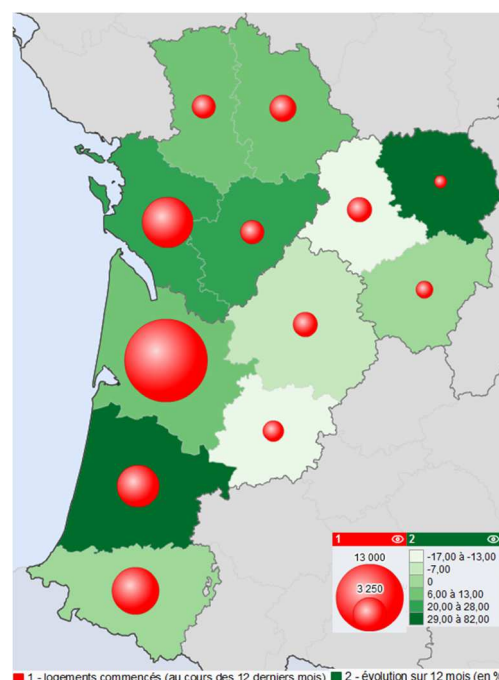 1 2
13 000
3 250
-17,00 à -13,00
-7,00
0
6,00 à 13,00
20,00 à 28,00
29,00 à 82,00
1 - logements commencés (au cours des 12 derniers mois) 2 - évolution sur 12 mois (en %